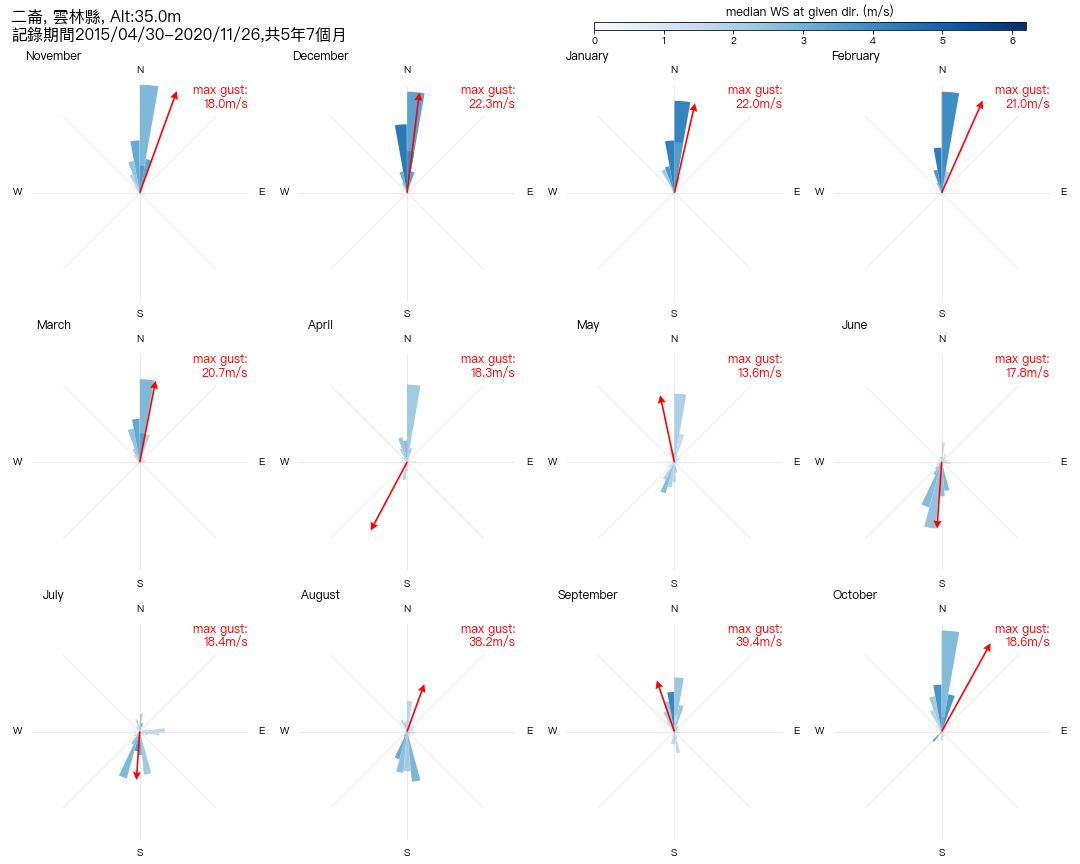 二崙, 雲林縣, Alt:35.0m
記錄期間2015/04/30-2020/11/26,共5年7個月
median WS at given dir. (m/s)
0 1 2 3 4 5 6
November
N
max gust:
18.0m/s
W E
S
December
N
max gust:
22.3m/s
W E
January
N
max gust:
22.0m/s
W E
S
February
N
max gust:
21.0m/s
W E
March
N
max gust:
20.7m/s
W E
S
April
N
max gust:
18.3m/s
W E
S
May
N
max gust:
13.6m/s
W E
S
June
N
max gust:
17.8m/s
W E
S
July
N
max gust:
18.4m/s
W E
S
August
N
max gust:
38.2m/s
W E
S
September
N
max gust:
39.4m/s
W E
S
October
N
max gust:
18.6m/s
W E
S